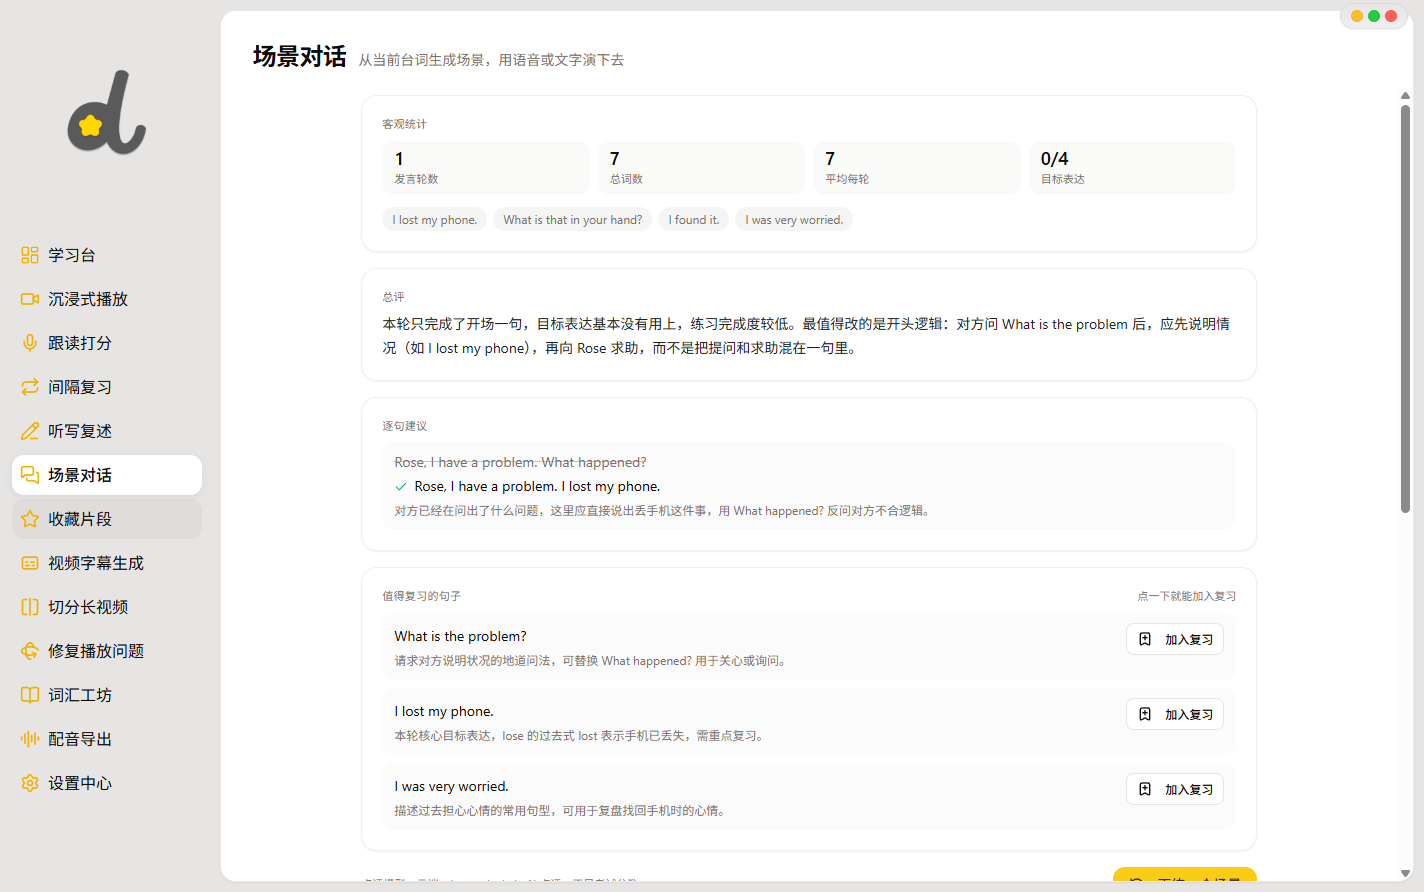 场景对话 从当前台词生成场景，用语音或文字演下去
学习台
沉浸式播放
跟读打分
间隔复习
听写复述
场景对话
收藏片段
视频字幕生成
切分长视频
修复播放问题
词汇工坊
配音导出
设置中心
客观统计
1 7 7 0/4
发言轮数 总词数 平均每轮 目标表达
I lost my phone. What is that in your hand? I found it. I was very worried.
总评
本轮只完成了开场一句，目标表达基本没有用上，练习完成度较低。最值得改的是开头逻辑：对方问 What is the problem 后，应先说明情
况（如 I lost my phone），再向 Rose 求助，而不是把提问和求助混在一句里。
逐句建议
Rose, I have a problem. What happened?
Rose, I have a problem. I lost my phone.
对方已经在问出了什么问题，这里应直接说出丢手机这件事，用 What happened? 反问对方不合逻辑。
值得复习的句子 点一下就能加入复习
What is the problem? 加入复习
请求对方说明状况的地道问法，可替换 What happened? 用于关心或询问。
I lost my phone. 加入复习
本轮核心目标表达，lose 的过去式 lost 表示手机已丢失，需重点复习。
I was very worried. 加入复习
描述过去担心心情的常用句型，可用于复盘找回手机时的心情。